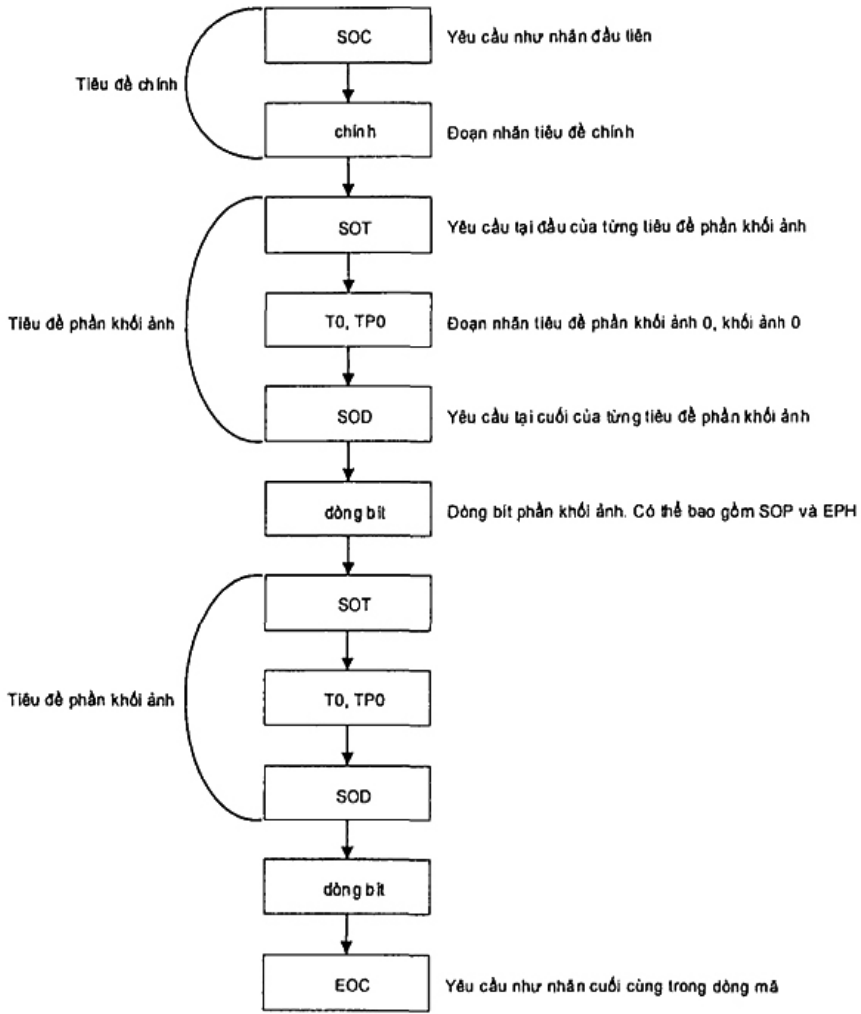 SOC Yêu cầu như nhãn đầu tiên
Tiêu đề chính
chính Đoạn nhãn tiêu đề chính
SOT Yêu cầu tại đầu của từng tiêu đề phần khối ảnh
Tiêu đề phần khối ảnh
T0, TP0 Đoạn nhãn tiêu đề phần khối ảnh 0, khối ảnh 0
SOD Yêu cầu tại cuối của từng tiêu đề phần khối ảnh
dòng bít Dòng bít phần khối ảnh. Có thể bao gồm SOP và EPH
SOT
Tiêu đề phần khối ảnh
T0, TP0
SOD
dòng bít
EOC Yêu cầu như nhãn cuối cùng trong dòng mã